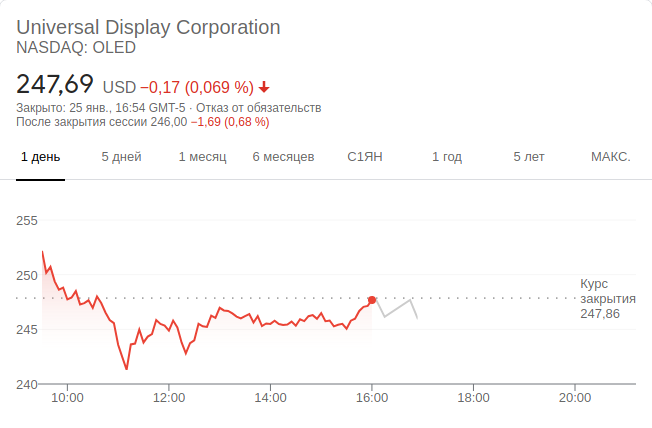 Universal Display Corporation
NASDAQ: OLED
247,69 USD −0,17 (0,069 %)
Закрыто: 25 янв., 16:54 GMT-5 · Отказ от обязательств
После закрытия сессии 246,00 −1,69 (0,68 %)
1 день 5 дней 1 месяц 6 месяцев С1ЯН 1 год 5 лет МАКС.
255
250
Курс
закрытия
247,86
245
240
10:00 12:00 14:00 16:00 18:00 20:00